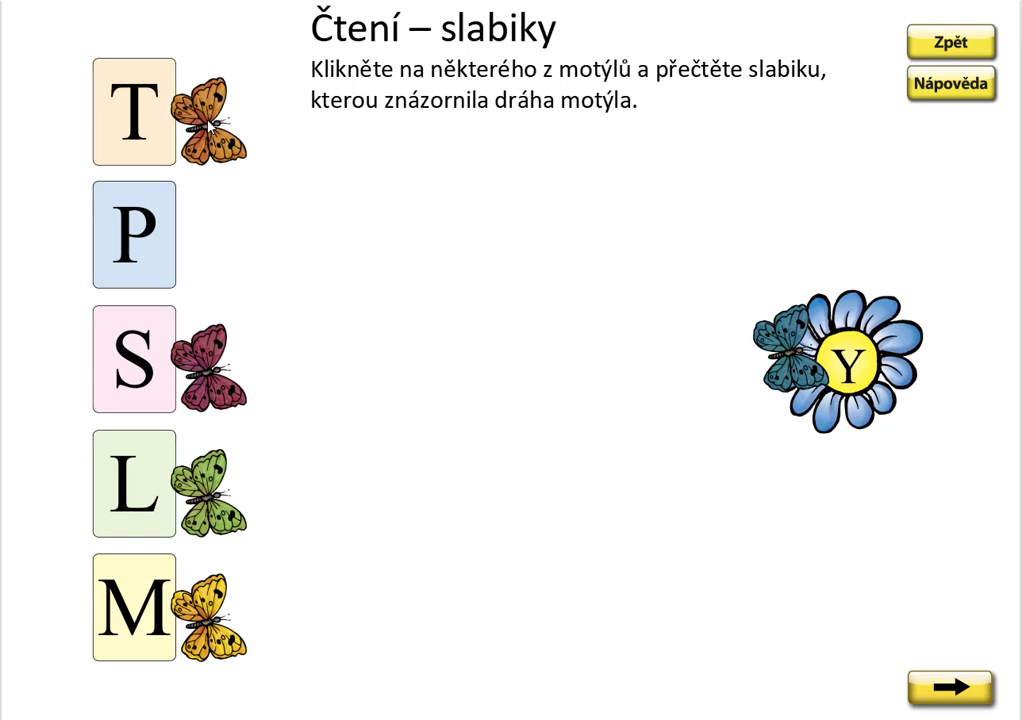 Čtení – slabiky
Klikněte na některého z motýlů a přečtěte slabiku,
kterou znázornila dráha motýla.
Zpět
Nápověda
T
P
S
L
M
Y